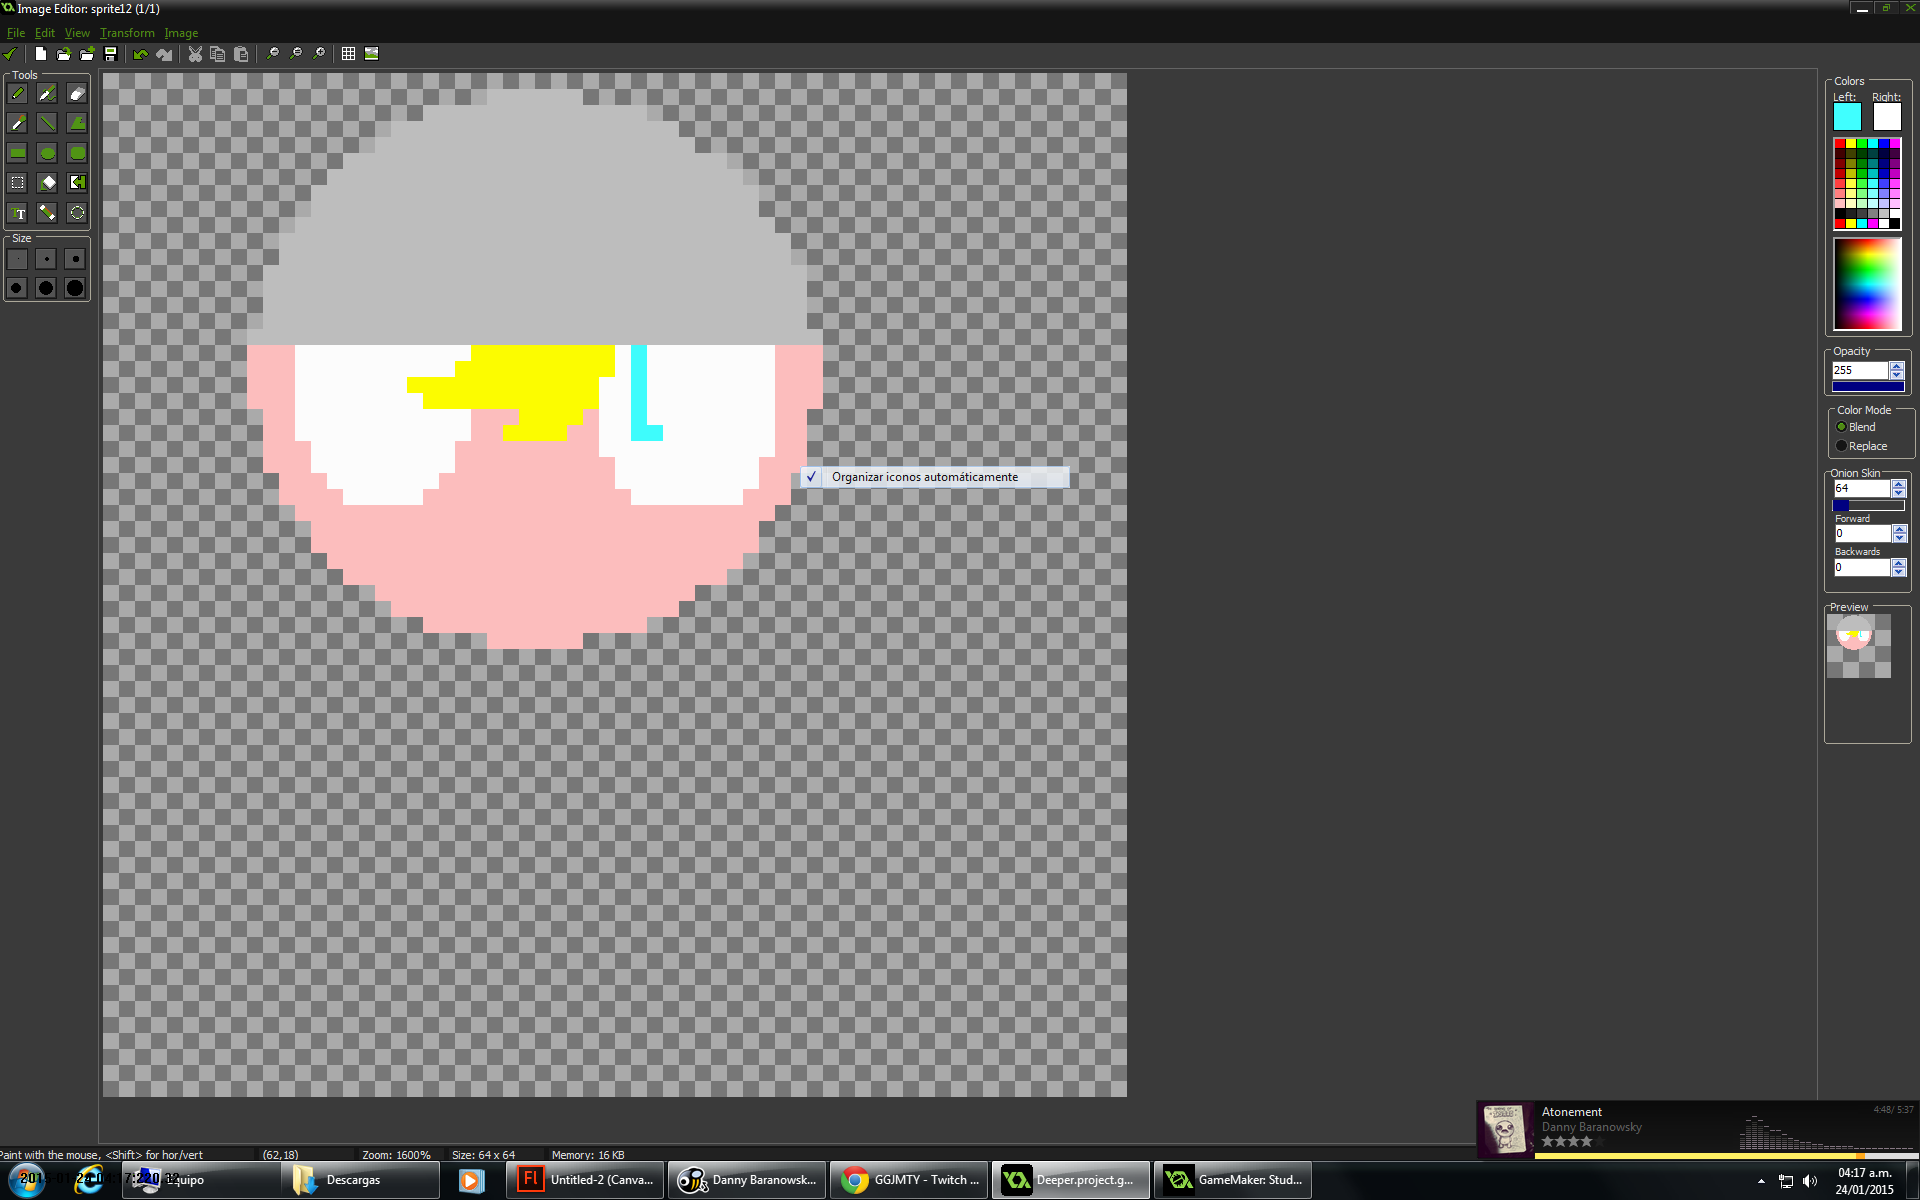 Image Editor: sprite12 (1/1)
File Edit View Transform Image
Tools
Size
Colors
Left: Right:
Opacity
255
Color Mode
Blend
Replace
Onion Skin
64
Forward
0
Backwards
0
Preview
Organizar iconos automáticamente
Atonement
4:48/ 5:37
Danny Baranowsky
Paint with the mouse, <Shift> for hor/vert (62,18) Zoom: 1600% Size: 64 x 64 Memory: 16 KB
Descargas
Untitled-2 (Canva...
Danny Baranowsk...
GGJMTY - Twitch ...
Deeper.project.g...
GameMaker: Stud...
04:17 a.m.
24/01/2015